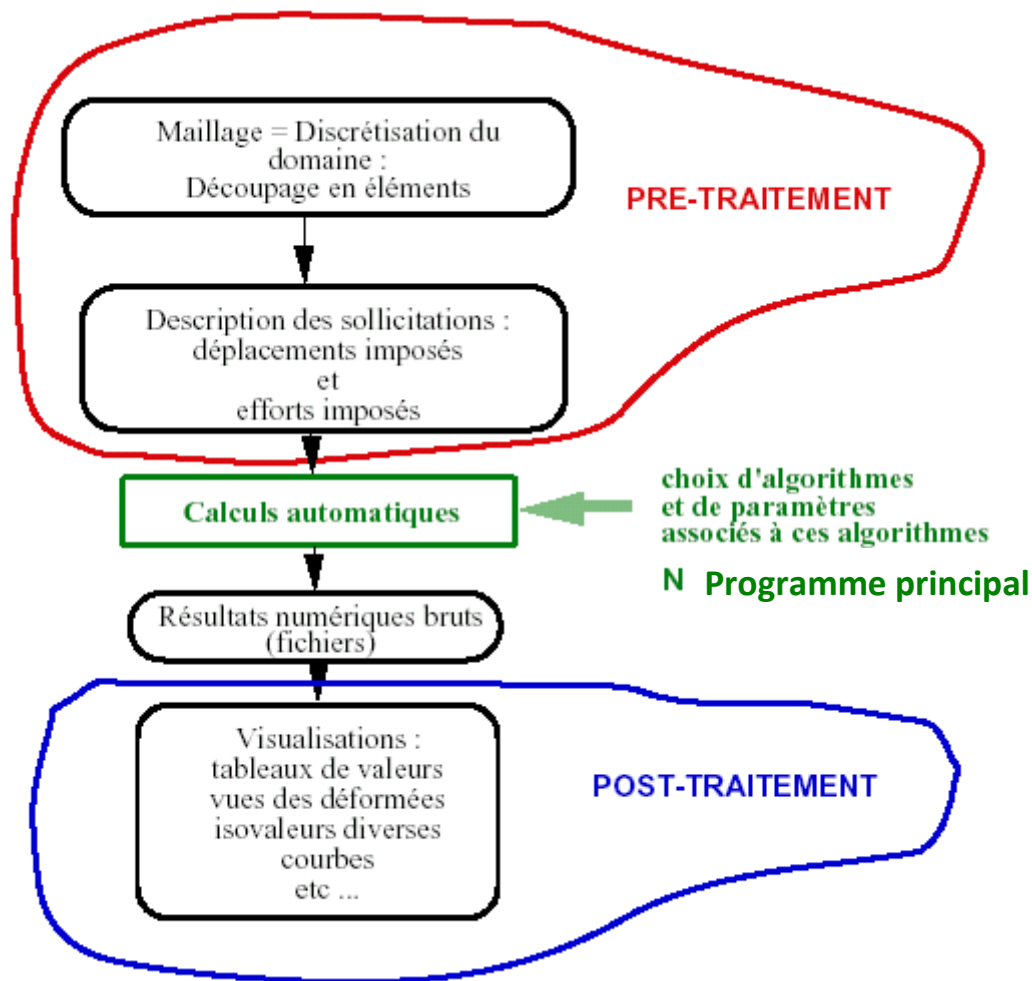 Maillage = Discrétisation du
domaine :
Découpage en éléments
PRE-TRAITEMENT
Description des sollicitations :
déplacements imposés
et
efforts imposés
Calculs automatiques
choix d'algorithmes
et de paramètres
associés à ces algorithmes
N Programme principal
Résultats numériques bruts
(fichiers)
Visualisations :
tableaux de valeurs
vues des déformées
isovaleurs diverses
courbes
etc ...
POST-TRAITEMENT